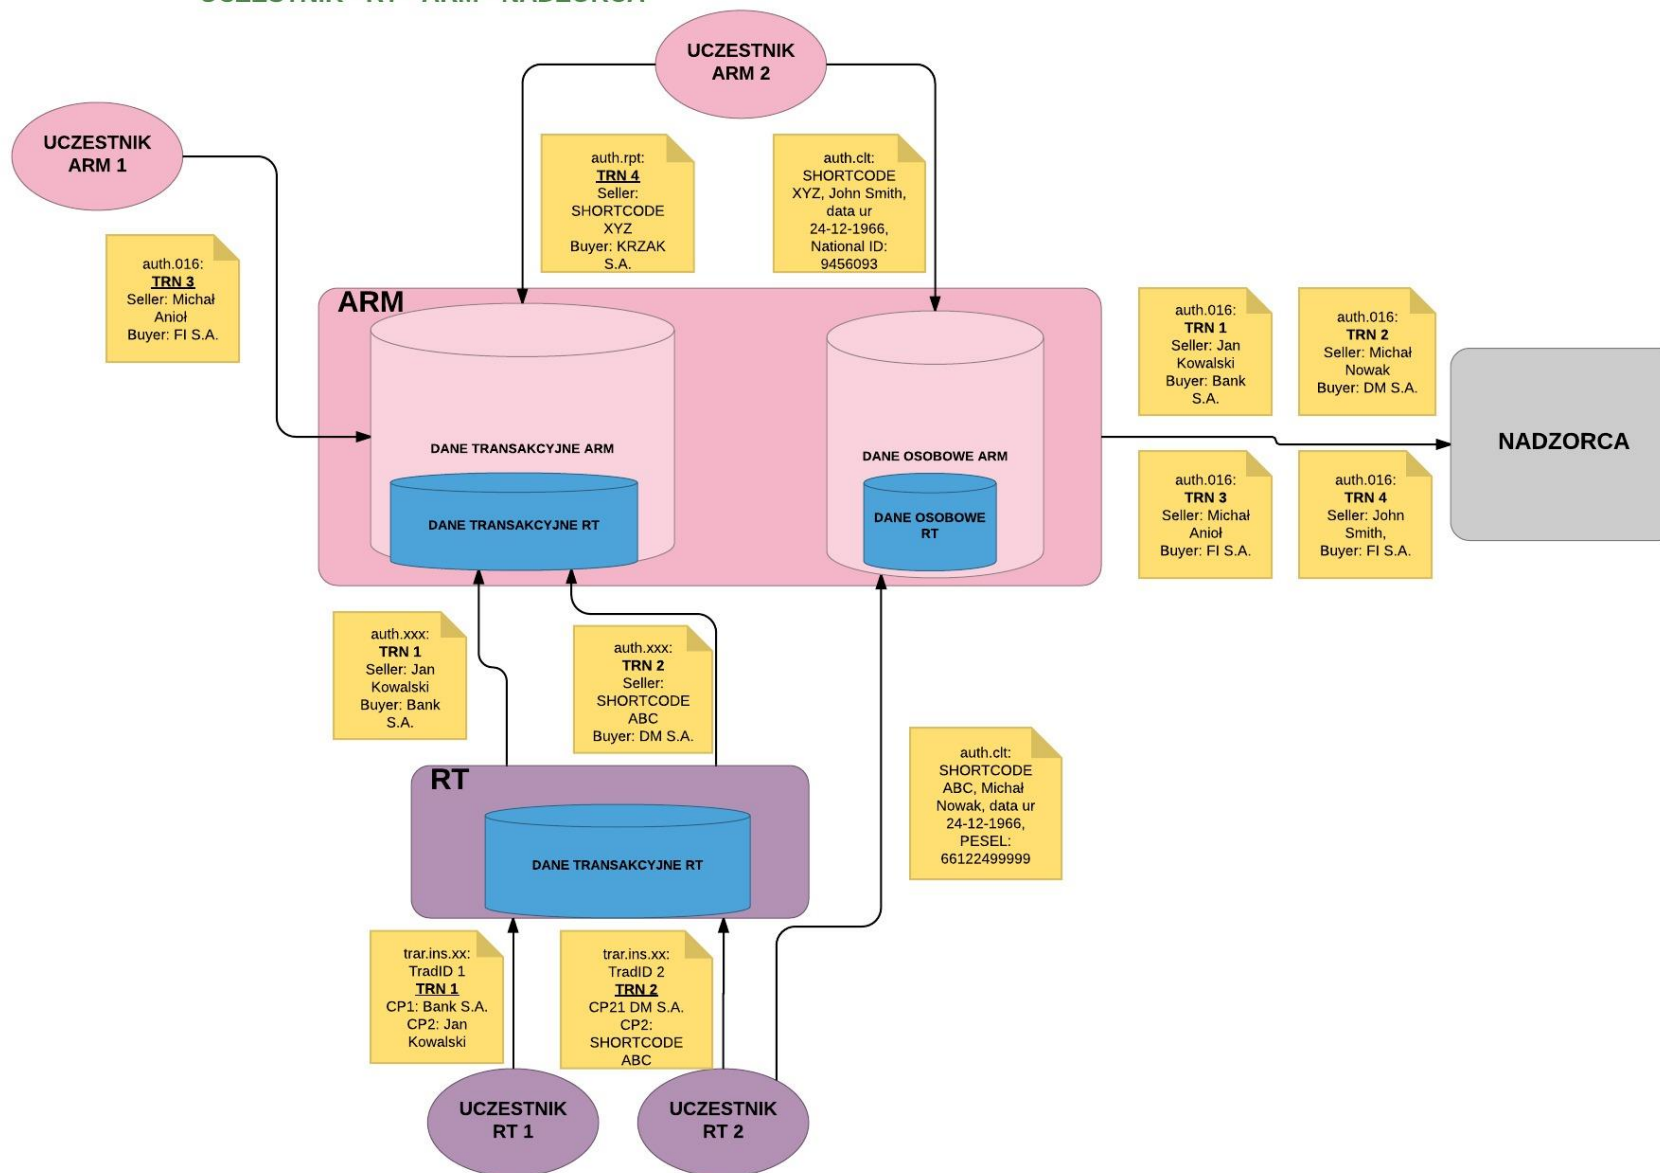 UCZESTNIK - RT - ARM - NADZORCA
UCZESTNIK
ARM 2
UCZESTNIK
ARM 1
auth.rpt:
TRN 4
Seller:
SHORTCODE
XYZ
Buyer: KRZAK
S.A.
auth.clt:
SHORTCODE
XYZ, John Smith,
data ur
24-12-1966,
National ID:
9456093
auth.016:
TRN 3
Seller: Michał
Anioł
Buyer: FI S.A.
ARM
DANE TRANSAKCYJNE ARM
DANE TRANSAKCYJNE RT
DANE OSOBOWE ARM
DANE OSOBOWE
RT
auth.016:
TRN 1
Seller: Jan
Kowalski
Buyer: Bank
S.A.
auth.016:
TRN 2
Seller: Michał
Nowak
Buyer: DM S.A.
NADZORCA
auth.016:
TRN 3
Seller: Michał
Anioł
Buyer: FI S.A.
auth.016:
TRN 4
Seller: John
Smith,
Buyer: FI S.A.
auth.xxx:
TRN 1
Seller: Jan
Kowalski
Buyer: Bank
S.A.
auth.xxx:
TRN 2
Seller:
SHORTCODE
ABC
Buyer: DM S.A.
auth.clt:
SHORTCODE
ABC, Michał
Nowak, data ur
24-12-1966,
PESEL:
66122499999
RT
DANE TRANSAKCYJNE RT
trar.ins.xx:
TradID 1
TRN 1
CP1: Bank S.A.
CP2: Jan
Kowalski
trar.ins.xx:
TradID 2
TRN 2
CP21 DM S.A.
CP2:
SHORTCODE
ABC
UCZESTNIK
RT 1
UCZESTNIK
RT 2